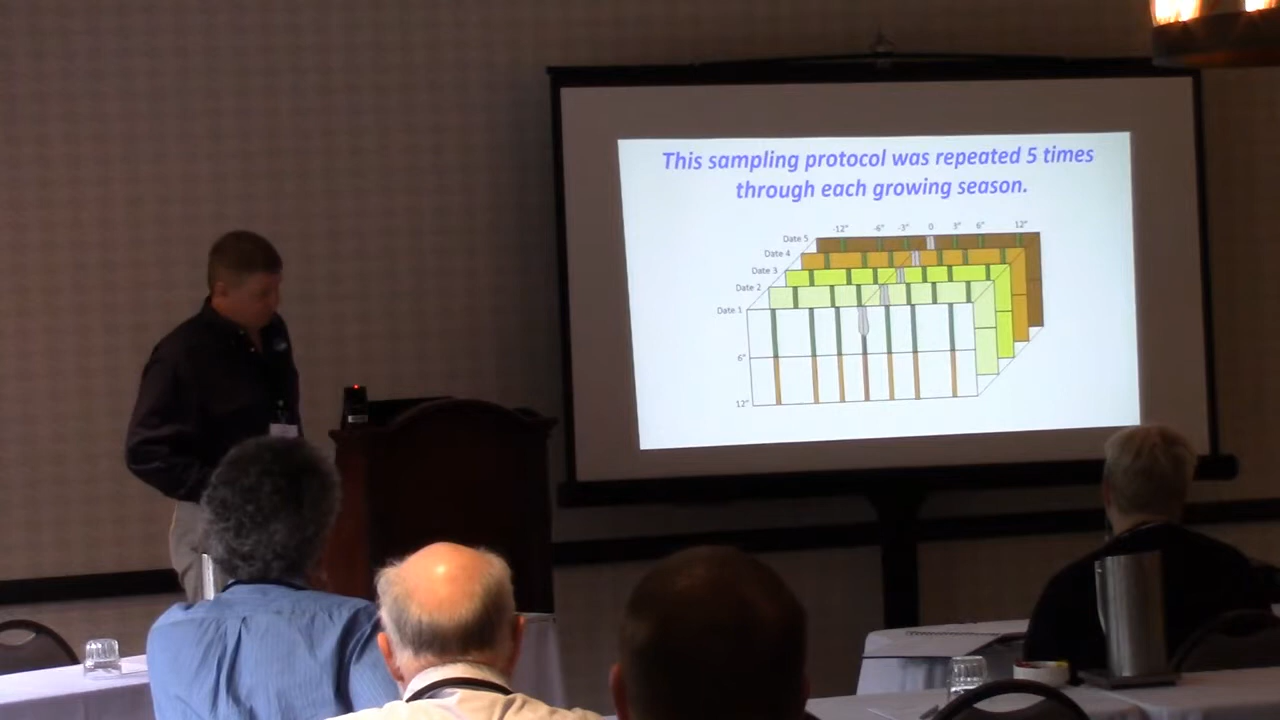 This sampling protocol was repeated 5 times
through each growing season.
-12" -6" -3" 0 3" 6" 12"
Date 5
Date 4
Date 3
Date 2
Date 1
6"
12"